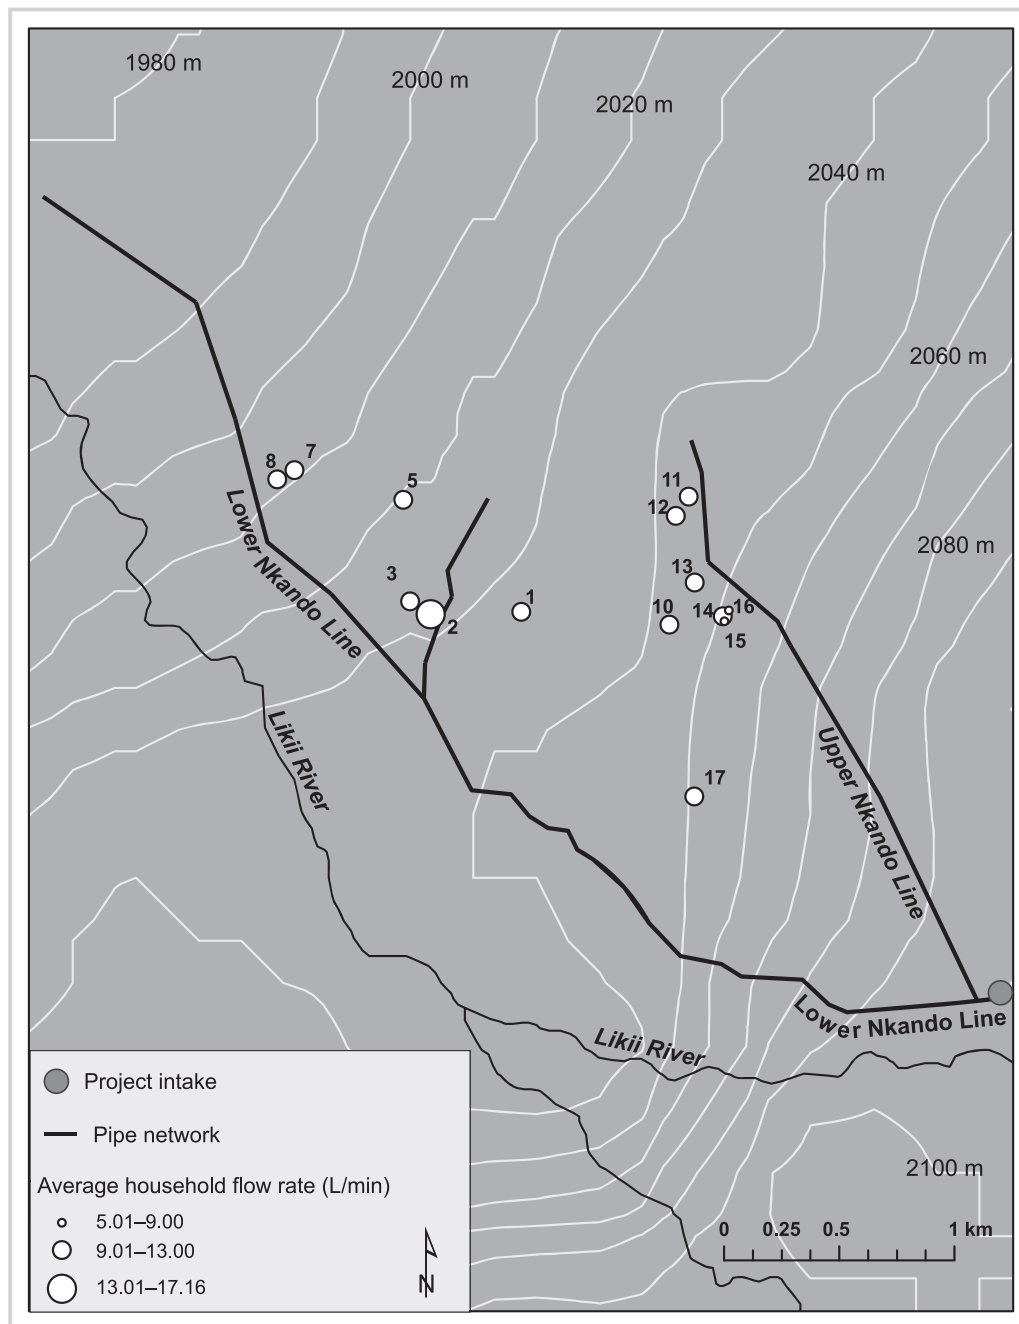 1980 m
2000 m
2020 m
2040 m
2060 m
7
8
5
11
12
2080 m
Lower Nkando Line
3
13
1
2
10
14
16
15
Likii River
17
Upper Nkando Line
Lower Nkando Line
Likii River
Project intake
Pipe network
2100 m
Average household flow rate (L/min)
5.01–9.00
9.01–13.00
13.01–17.16
N
0 0.25 0.5 1 km